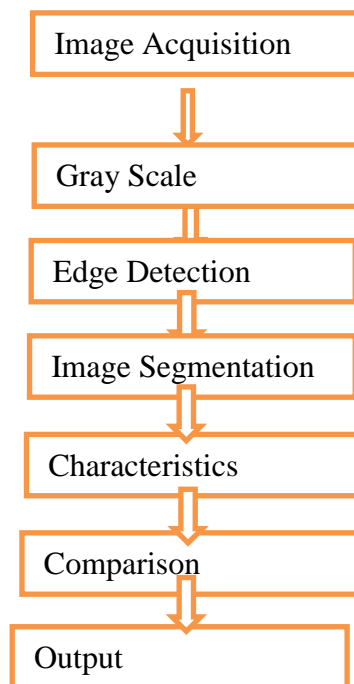 Image Acquisition
Gray Scale
Edge Detection
Image Segmentation
Characteristics
Comparison
Output